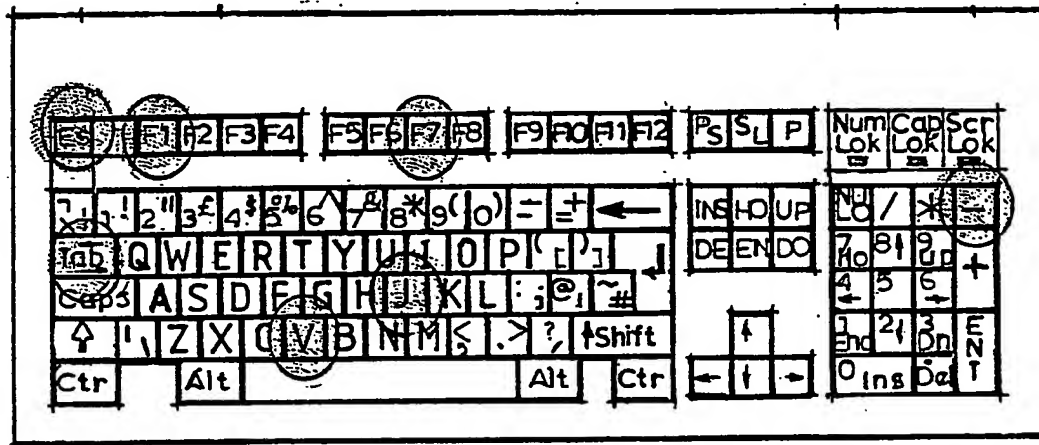 Es F1 F2 F3 F4 F5 F6 F7 F8 F9 F10 F11 F12 PS SL P Num Lok Cap Lok Scr Lok
1! 2" 3£ 4$ 5% 6^ 7& 8* 9( 0) - =+ INS HO UP NU LO / * -
Tab Q W E R T Y U I O P ( [ ) ] DE EN DO 7 Ho 8 9 Up +
Caps A S D F G H J K L : ; @ ~ # 4 5 6
Z X C V B N M < . > ? Shift 1 End 2 3 Dn ENT
Ctr Alt Alt Ctr 0 Ins De